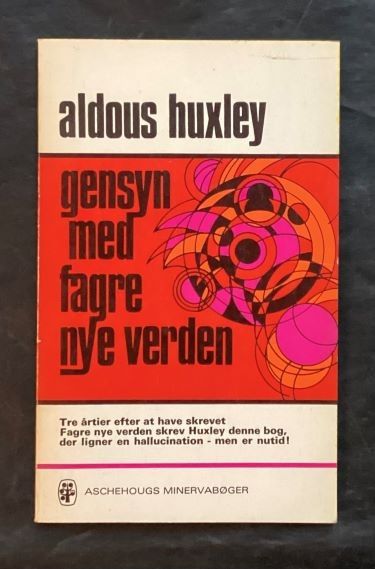 aldous huxley
gensyn
med
fagre
nye verden
Tre årtier efter at have skrevet
Fagre nye verden skrev Huxley denne bog,
der ligner en hallucination - men er nutid!
ASCHEHOUGS MINERVABØGER